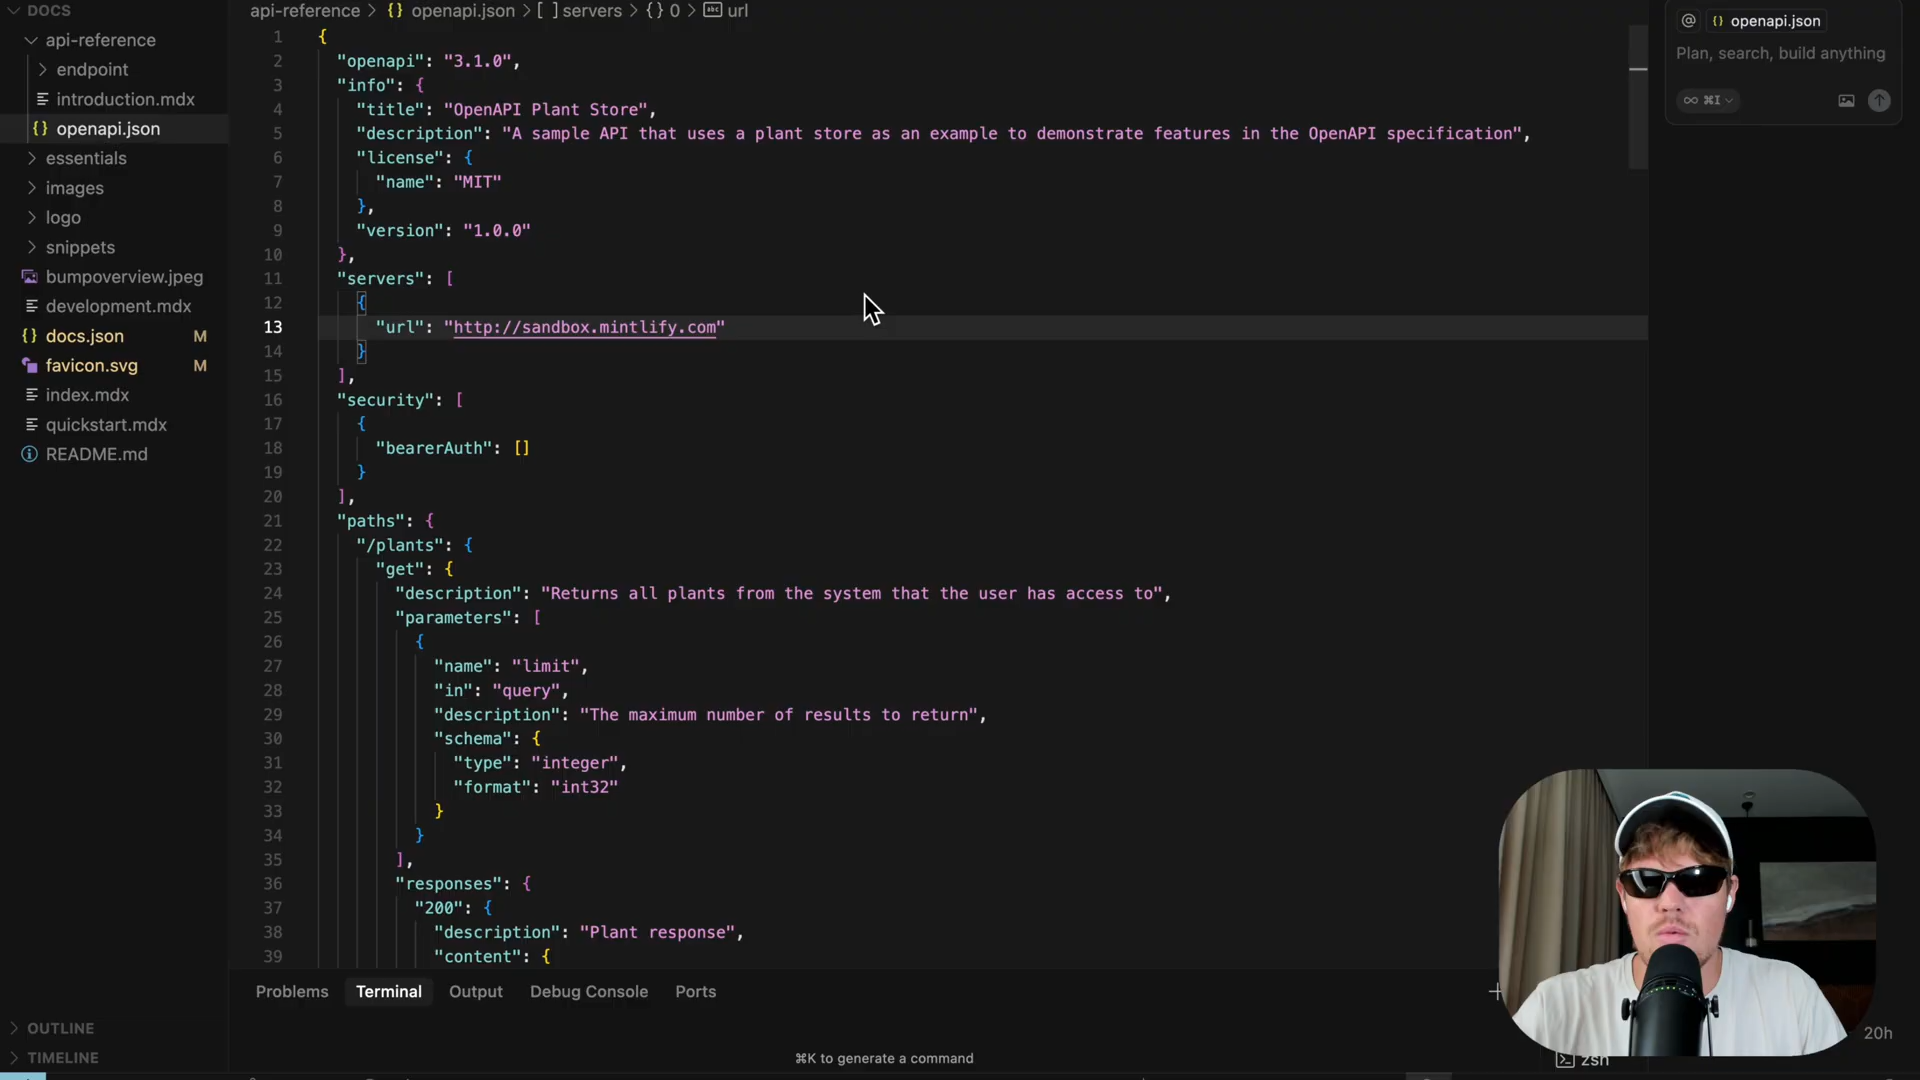 DOCS
api-reference
endpoint
introduction.mdx
{} openapi.json
essentials
images
logo
snippets
bumpoverview.jpeg
development.mdx
{} docs.json M
favicon.svg M
index.mdx
quickstart.mdx
README.md
OUTLINE
TIMELINE
api-reference > {} openapi.json > [ ] servers > {} 0 > abc url
1 {
2 "openapi": "3.1.0",
3 "info": {
4 "title": "OpenAPI Plant Store",
5 "description": "A sample API that uses a plant store as an example to demonstrate features in the OpenAPI specification",
6 "license": {
7 "name": "MIT"
8 },
9 "version": "1.0.0"
10 },
11 "servers": [
12 {
13 "url": "http://sandbox.mintlify.com"
14 }
15 ],
16 "security": [
17 {
18 "bearerAuth": []
19 }
20 ],
21 "paths": {
22 "/plants": {
23 "get": {
24 "description": "Returns all plants from the system that the user has access to",
25 "parameters": [
26 {
27 "name": "limit",
28 "in": "query",
29 "description": "The maximum number of results to return",
30 "schema": {
31 "type": "integer",
32 "format": "int32"
33 }
34 }
35 ],
36 "responses": {
37 "200": {
38 "description": "Plant response",
39 "content": {
Problems Terminal Output Debug Console Ports
⌘K to generate a command
zsh
@ {} openapi.json
Plan, search, build anything
∞ ⌘I
20h